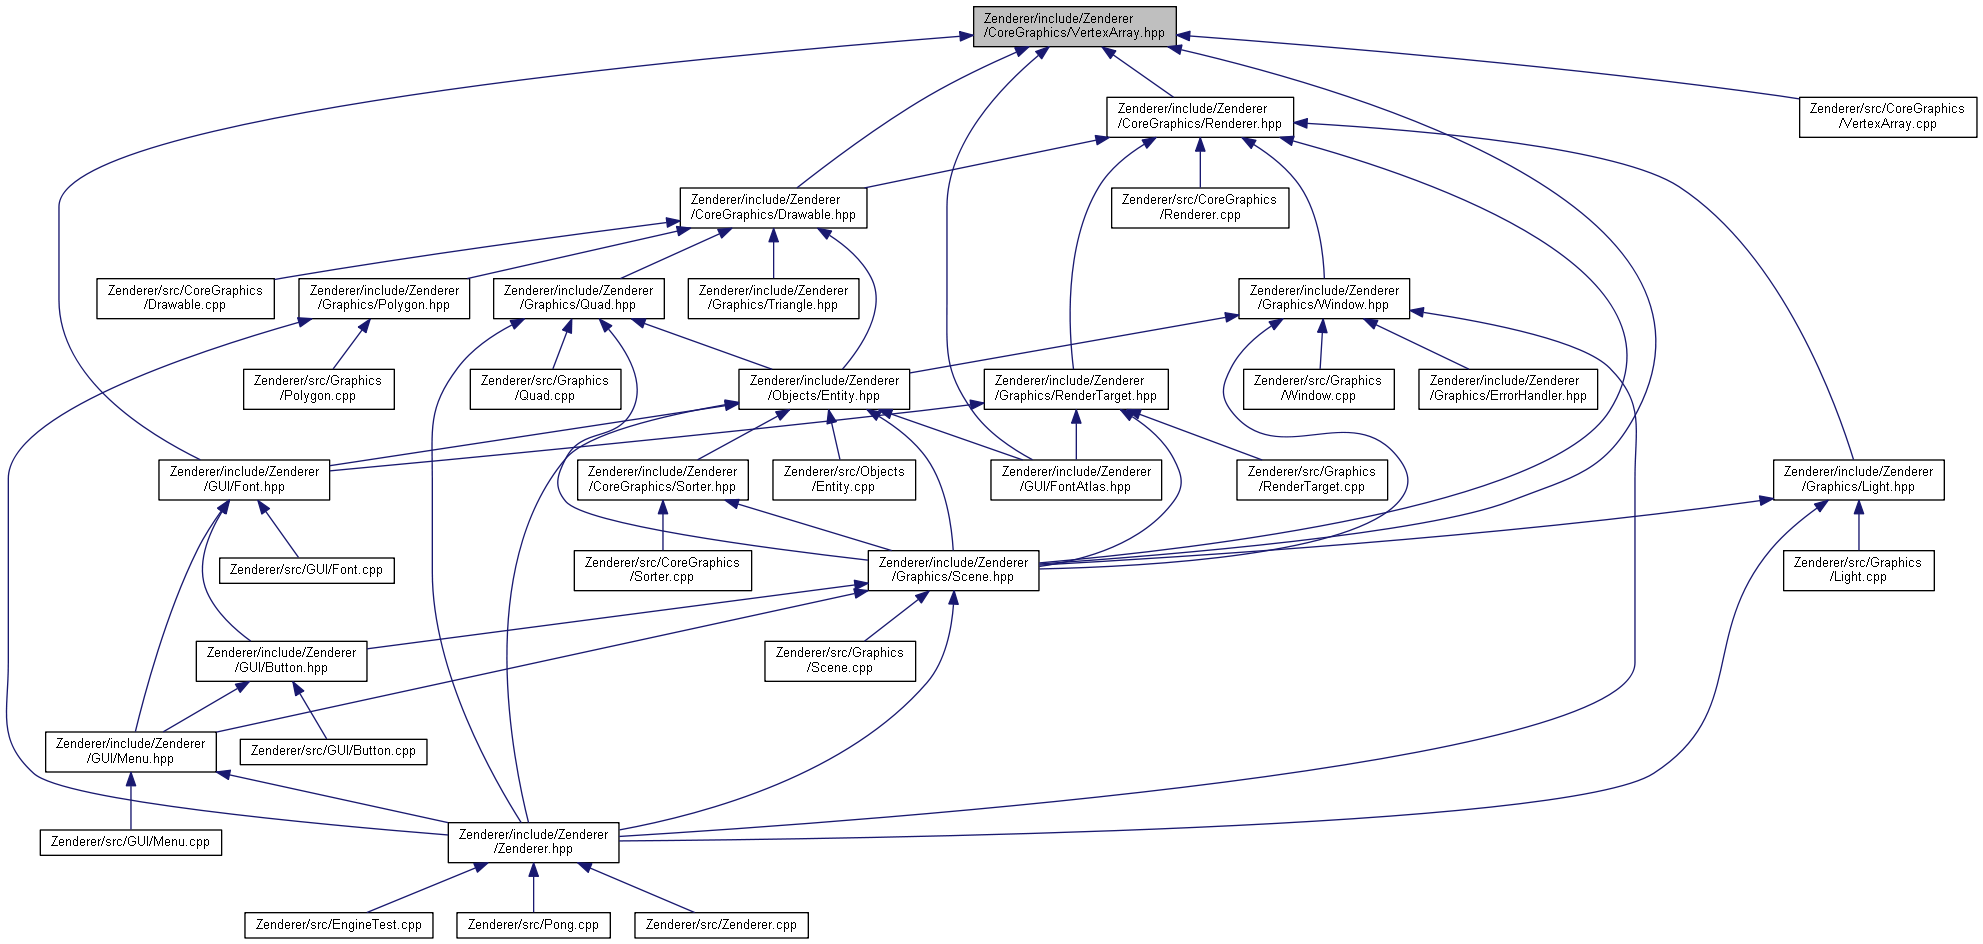 Zenderer/include/Zenderer
/CoreGraphics/VertexArray.hpp
Zenderer/include/Zenderer
/CoreGraphics/Renderer.hpp
Zenderer/src/CoreGraphics
/VertexArray.cpp
Zenderer/include/Zenderer
/CoreGraphics/Drawable.hpp
Zenderer/src/CoreGraphics
/Renderer.cpp
Zenderer/src/CoreGraphics
/Drawable.cpp
Zenderer/include/Zenderer
/Graphics/Polygon.hpp
Zenderer/include/Zenderer
/Graphics/Quad.hpp
Zenderer/include/Zenderer
/Graphics/Triangle.hpp
Zenderer/include/Zenderer
/Graphics/Window.hpp
Zenderer/src/Graphics
/Polygon.cpp
Zenderer/src/Graphics
/Quad.cpp
Zenderer/include/Zenderer
/Objects/Entity.hpp
Zenderer/include/Zenderer
/Graphics/RenderTarget.hpp
Zenderer/src/Graphics
/Window.cpp
Zenderer/include/Zenderer
/Graphics/ErrorHandler.hpp
Zenderer/include/Zenderer
/GUI/Font.hpp
Zenderer/include/Zenderer
/CoreGraphics/Sorter.hpp
Zenderer/src/Objects
/Entity.cpp
Zenderer/include/Zenderer
/GUI/FontAtlas.hpp
Zenderer/src/Graphics
/RenderTarget.cpp
Zenderer/include/Zenderer
/Graphics/Light.hpp
Zenderer/src/GUI/Font.cpp
Zenderer/src/CoreGraphics
/Sorter.cpp
Zenderer/include/Zenderer
/Graphics/Scene.hpp
Zenderer/src/Graphics
/Light.cpp
Zenderer/include/Zenderer
/GUI/Button.hpp
Zenderer/src/Graphics
/Scene.cpp
Zenderer/include/Zenderer
/GUI/Menu.hpp
Zenderer/src/GUI/Button.cpp
Zenderer/src/GUI/Menu.cpp
Zenderer/include/Zenderer
/Zenderer.hpp
Zenderer/src/EngineTest.cpp
Zenderer/src/Pong.cpp
Zenderer/src/Zenderer.cpp